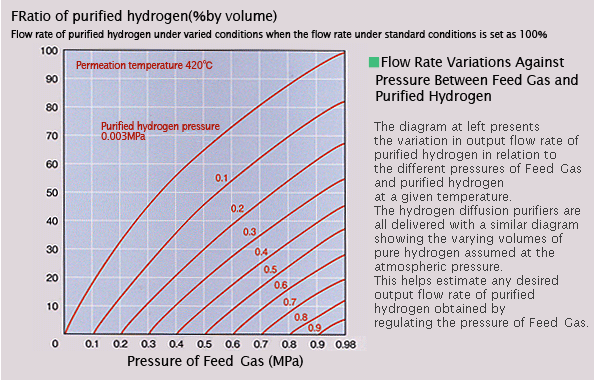 FRatio of purified hydrogen(%by volume)
Flow rate of purified hydrogen under varied conditions when the flow rate under standard conditions is set as 100%
100
90
80
70
60
50
40
30
20
10
0
Permeation temperature 420°C
Purified hydrogen pressure
0.003MPa
0.1
0.2
0.3
0.4
0.5
0.6
0.7
0.8
0.9
0.1 0.2 0.3 0.4 0.5 0.6 0.7 0.8 0.9 0.98
Pressure of Feed Gas (MPa)
Flow Rate Variations Against
Pressure Between Feed Gas and
Purified Hydrogen
The diagram at left presents
the variation in output flow rate of
purified hydrogen in relation to
the different pressures of Feed Gas
and purified hydrogen
at a given temperature.
The hydrogen diffusion purifiers are
all delivered with a similar diagram
showing the varying volumes of
pure hydrogen assumed at the
atmospheric pressure.
This helps estimate any desired
output flow rate of purified
hydrogen obtained by
regulating the pressure of Feed Gas.